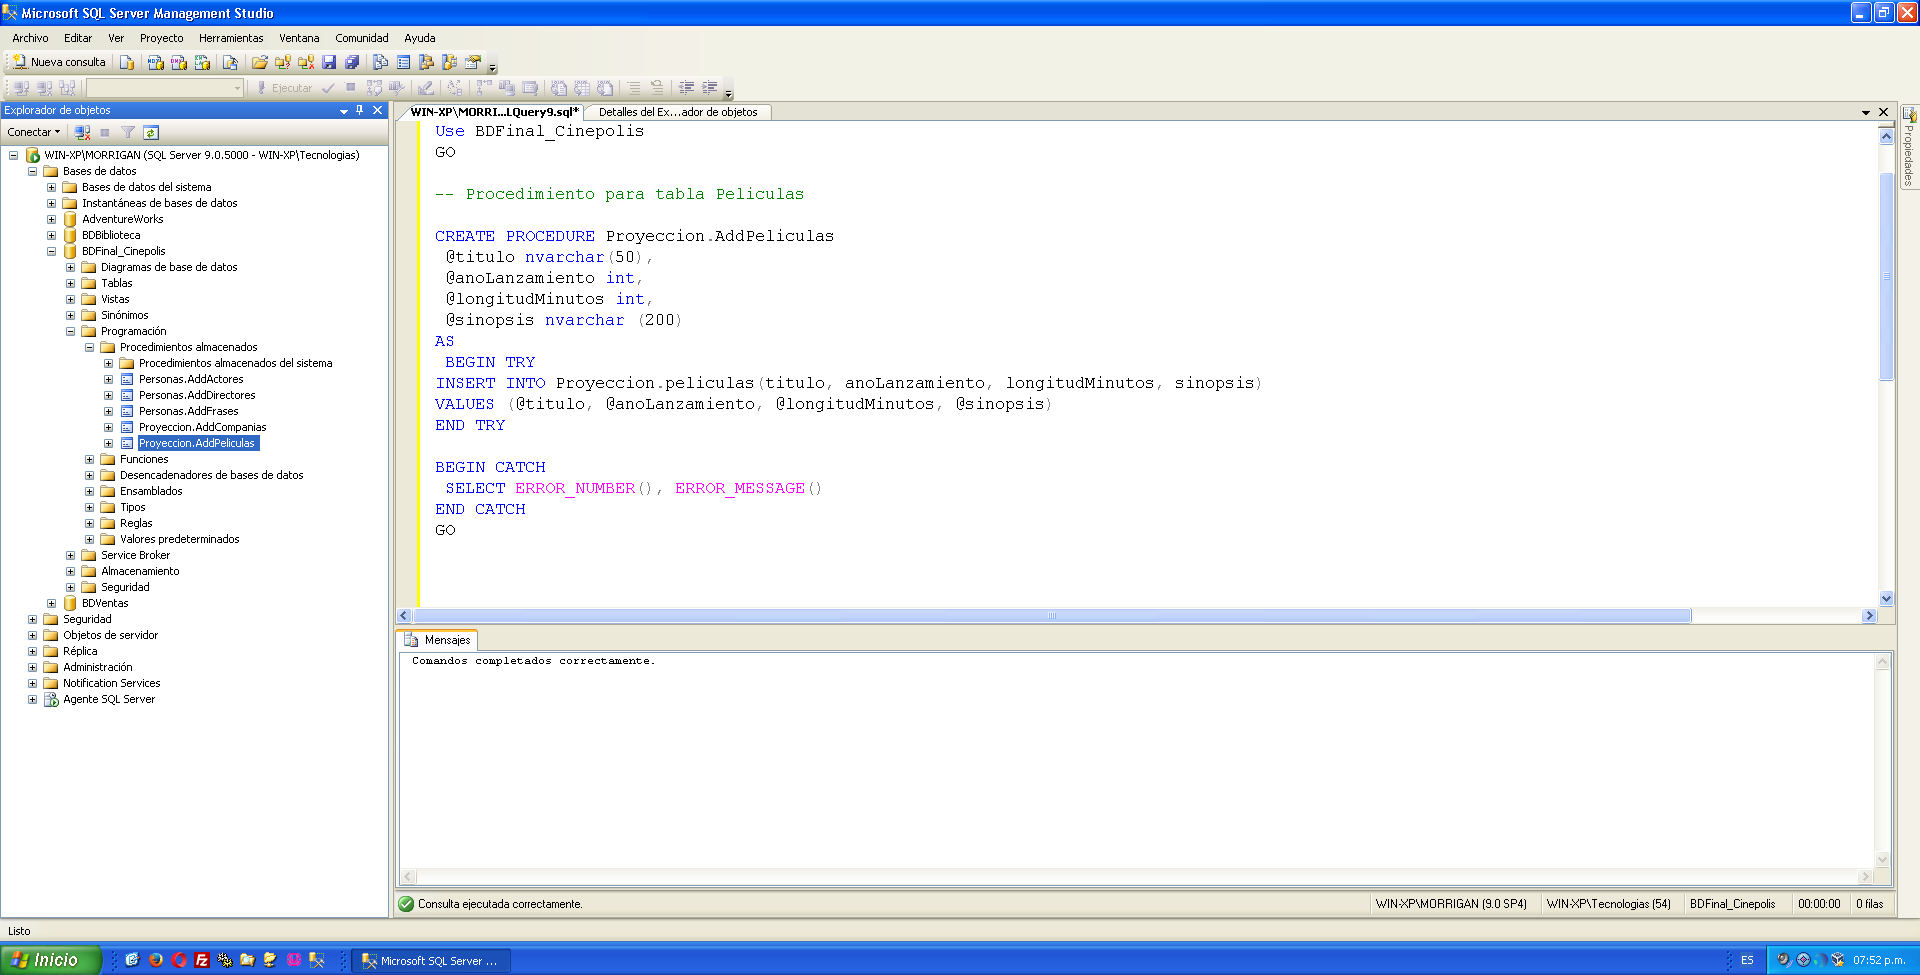 Microsoft SQL Server Management Studio
Archivo Editar Ver Proyecto Herramientas Ventana Comunidad Ayuda
Nueva consulta
Ejecutar
Explorador de objetos
Conectar
WIN-XP\MORRIGAN (SQL Server 9.0.5000 - WIN-XP\Tecnologias)
Bases de datos
Bases de datos del sistema
Instantáneas de bases de datos
AdventureWorks
BDBiblioteca
BDFinal_Cinepolis
Diagramas de base de datos
Tablas
Vistas
Sinónimos
Programación
Procedimientos almacenados
Procedimientos almacenados del sistema
Personas.AddActores
Personas.AddDirectores
Personas.AddFrases
Proyeccion.AddCompanias
Proyeccion.AddPeliculas
Funciones
Desencadenadores de bases de datos
Ensamblados
Tipos
Reglas
Valores predeterminados
Service Broker
Almacenamiento
Seguridad
BDVentas
Seguridad
Objetos de servidor
Réplica
Administración
Notification Services
Agente SQL Server
WIN-XP\MORRI...LQuery9.sql* Detalles del Ex...ador de objetos
Use BDFinal_Cinepolis
GO
-- Procedimiento para tabla Peliculas
CREATE PROCEDURE Proyeccion.AddPeliculas
@titulo nvarchar(50),
@anoLanzamiento int,
@longitudMinutos int,
@sinopsis nvarchar (200)
AS
BEGIN TRY
INSERT INTO Proyeccion.peliculas(titulo, anoLanzamiento, longitudMinutos, sinopsis)
VALUES (@titulo, @anoLanzamiento, @longitudMinutos, @sinopsis)
END TRY
BEGIN CATCH
SELECT ERROR_NUMBER(), ERROR_MESSAGE()
END CATCH
GO
Mensajes
Comandos completados correctamente.
Consulta ejecutada correctamente. WIN-XP\MORRIGAN (9.0 SP4) WIN-XP\Tecnologias (54) BDFinal_Cinepolis 00:00:00 0 filas
Propiedades
Listo
Inicio Microsoft SQL Server ... ES 07:52 p.m.